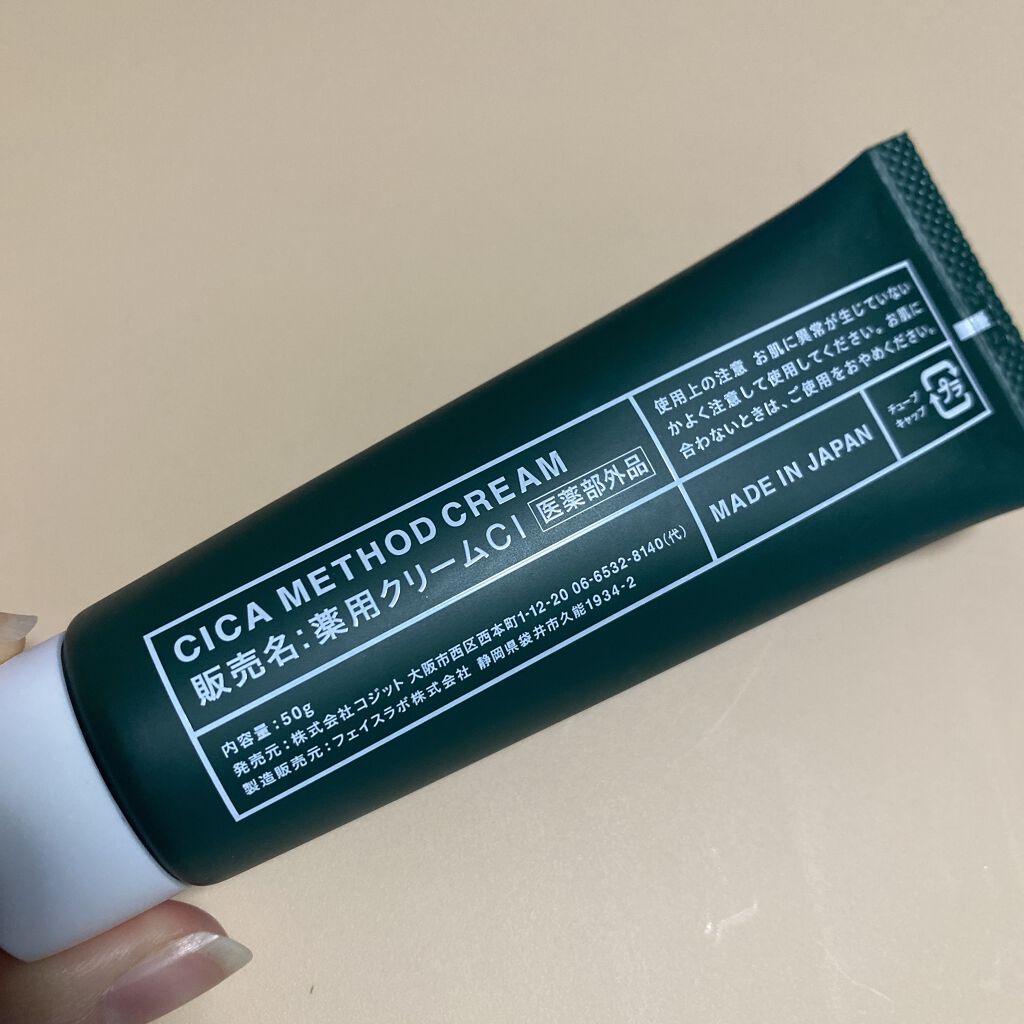 CICA METHOD CREAM
販売名:薬用クリームCI 医薬部外品
内容量:50g
発売元:株式会社コジット 大阪市西区西本町1-12-20 06-6532-8140(代)
製造販売元:フェイスラボ株式会社 静岡県袋井市久能1934-2
使用上の注意 お肌に異常が生じていない
かよく注意して使用してください。お肌に
合わないときは、ご使用をおやめください。
MADE IN JAPAN
チューブ
キャップ
プラ